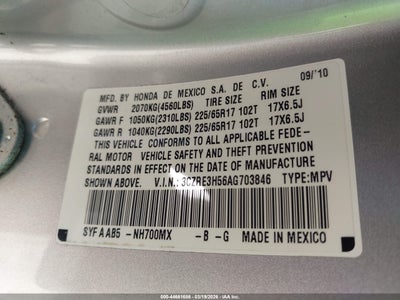 MFD. BY HONDA DE MEXICO S.A. DE C.V. 09/10
GVWR 2070KG(4560LBS) TIRE SIZE RIM SIZE
GAWR F 1050KG(2310LBS) 225/65R17 102T 17X6.5J
GAWR R 1040KG(2290LBS) 225/65R17 102T 17X6.5J
THIS VEHICLE CONFORMS TO ALL APPLICABLE FEDE-
RAL MOTOR VEHICLE SAFETY AND THEFT PREVENTION
STANDARDS IN EFFECT ON THE DATE OF MANUFACTURE
SHOWN ABOVE. V.I.N.: 3CZRE3H56AG703846 TYPE:MPV
SYF A AB5 -NH700MX -B -G MADE IN MEXICO
500-44661688 - 03/19/2026 - IAA Inc.